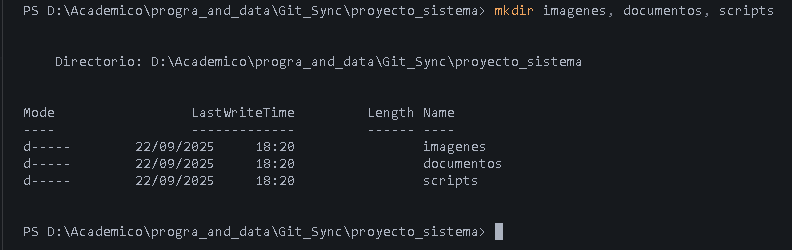 PS D:\Academico\progra_and_data\Git_Sync\proyecto_sistema> mkdir imagenes, documentos, scripts
Directorio: D:\Academico\progra_and_data\Git_Sync\proyecto_sistema
Mode                 LastWriteTime         Length Name
----                 -------------         ------ ----
d-----        22/09/2025     18:20                imagenes
d-----        22/09/2025     18:20                documentos
d-----        22/09/2025     18:20                scripts
PS D:\Academico\progra_and_data\Git_Sync\proyecto_sistema>